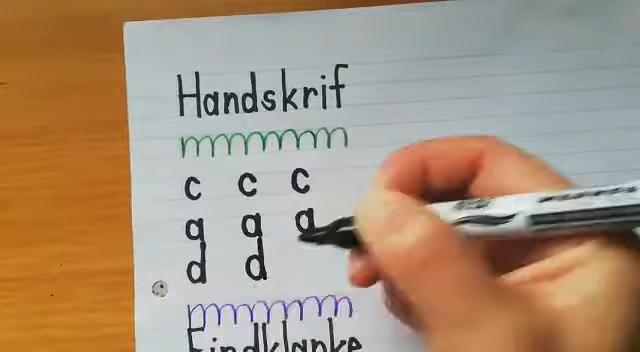 Handskrif
c c c
g g g
d d
Eindklanke